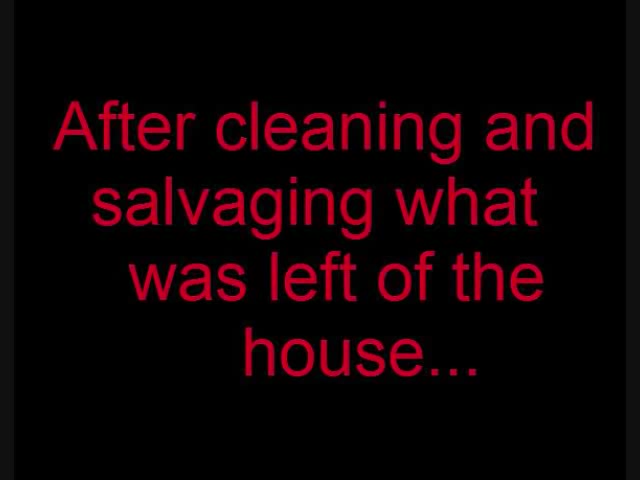 After cleaning and
salvaging what
was left of the
house...